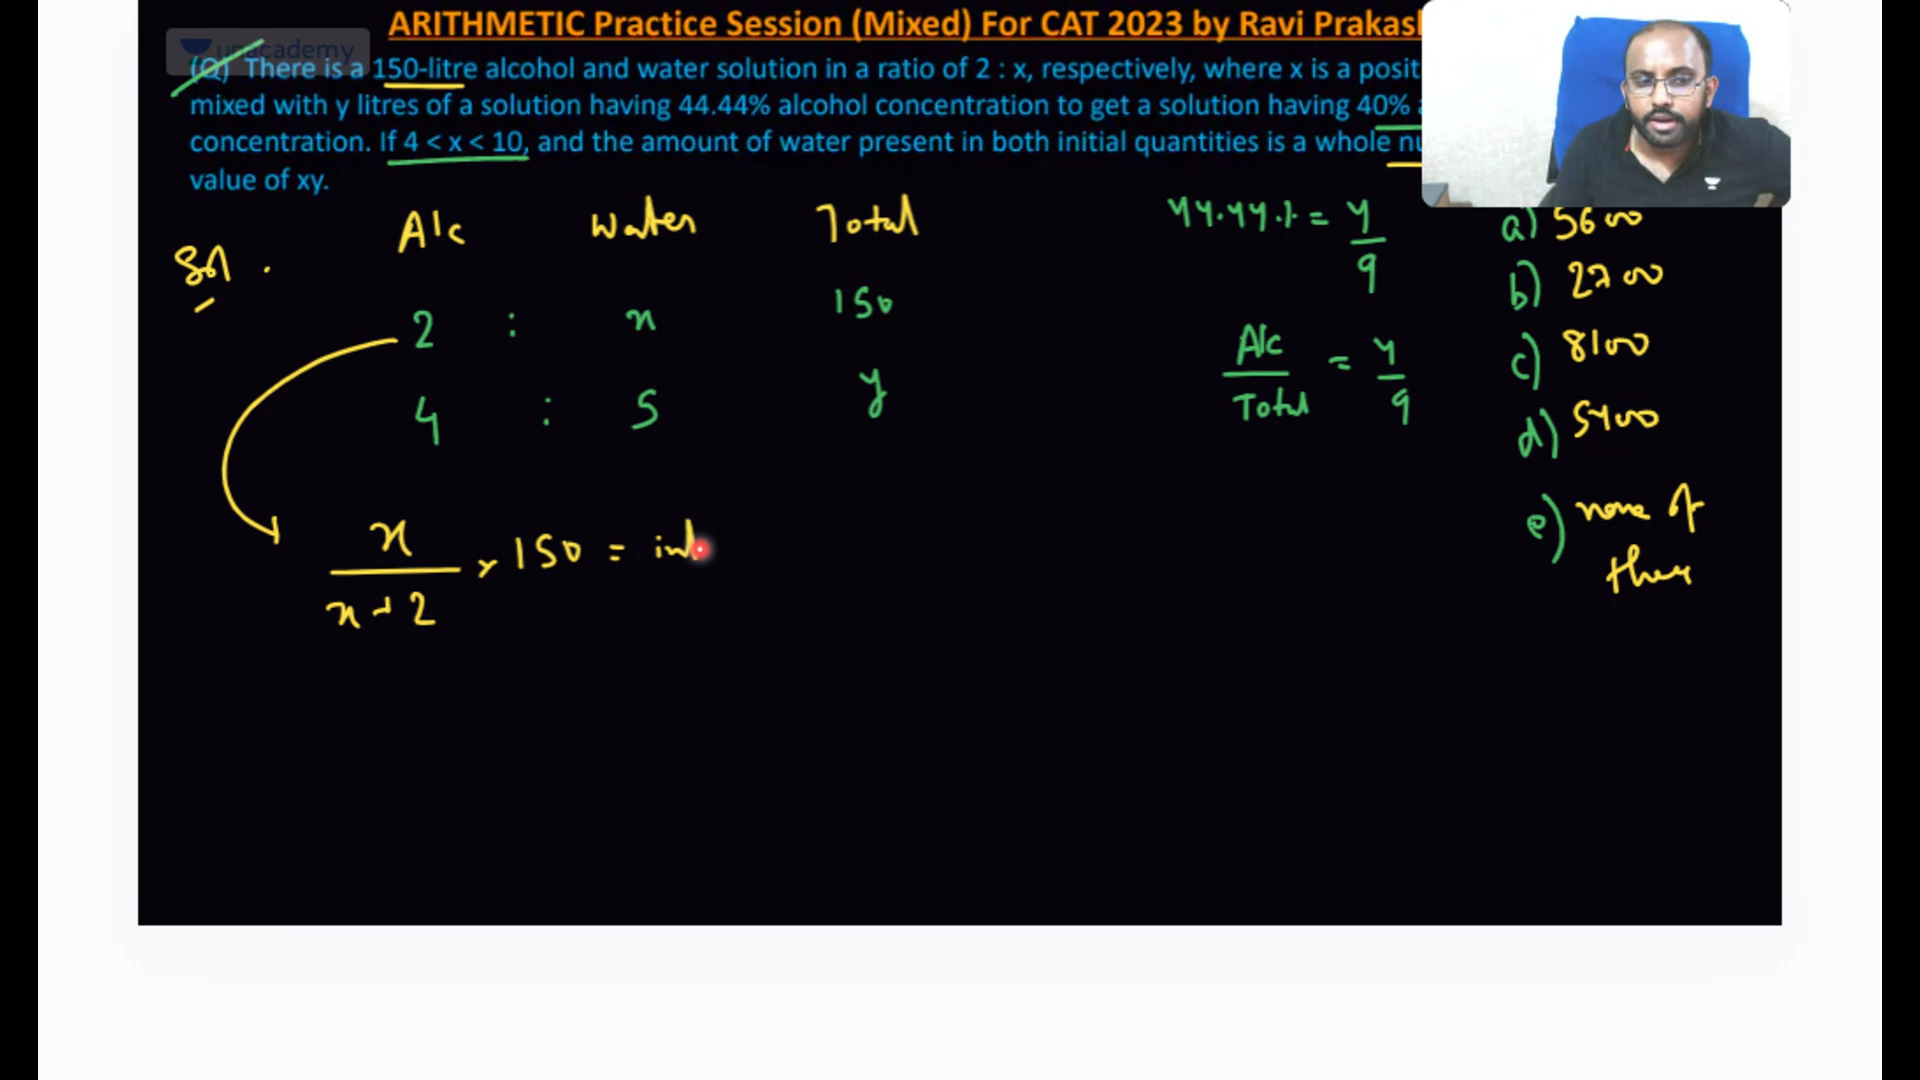 ARITHMETIC Practice Session (Mixed) For CAT 2023 by Ravi Prakas
unacademy
(Q) There is a 150-litre alcohol and water solution in a ratio of 2 : x, respectively, where x is a posit
mixed with y litres of a solution having 44.44% alcohol concentration to get a solution having 40%
concentration. If 4 < x < 10, and the amount of water present in both initial quantities is a whole nu
value of xy.
Sol.
Alc Water Total
2 : x 150
4 : 5 y
x/x+2 × 150 = int
44.44% = 4/9
Alc/Total = 4/9
a) 5600
b) 2700
c) 8100
d) 5400
e) none of
these